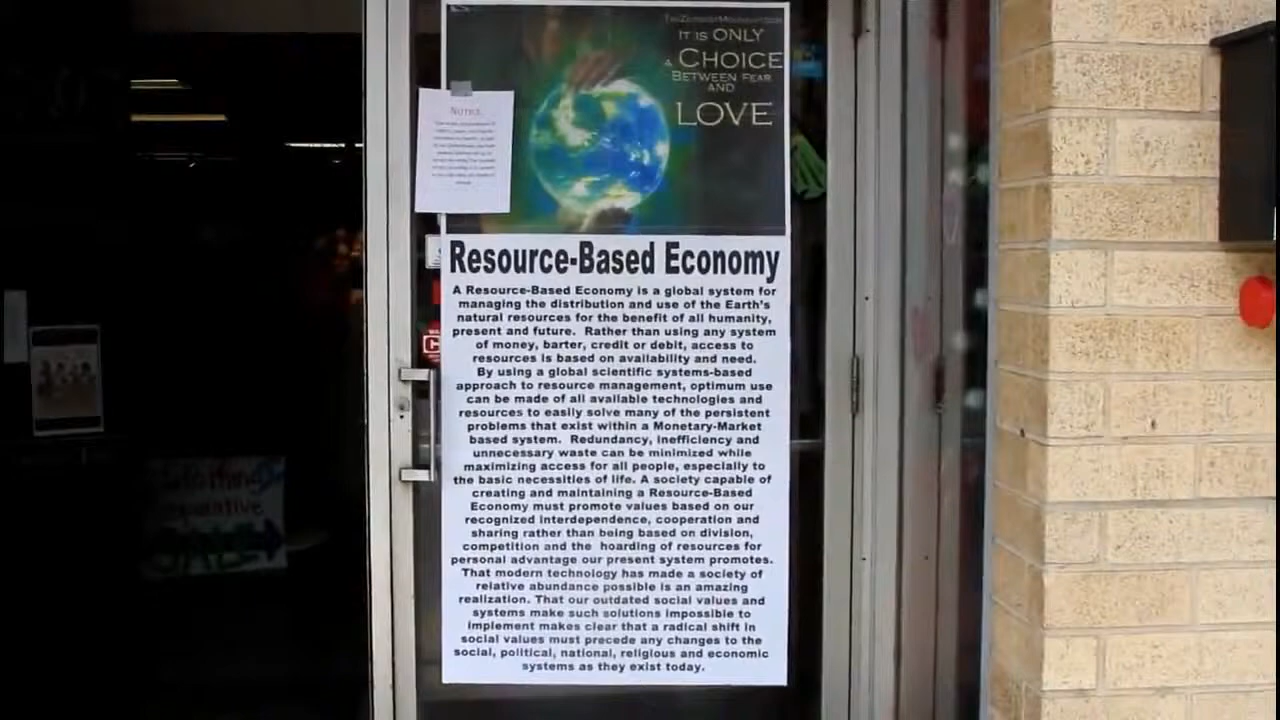 TheZeitgeistMovement.com
It is only
a Choice
Between Fear
and
Love
Notice
Resource-Based Economy
A Resource-Based Economy is a global system for
managing the distribution and use of the Earth's
natural resources for the benefit of all humanity,
present and future. Rather than using any system
of money, barter, credit or debit, access to
resources is based on availability and need.
By using a global scientific systems-based
approach to resource management, optimum use
can be made of all available technologies and
resources to easily solve many of the persistent
problems that exist within a Monetary-Market
based system. Redundancy, inefficiency and
unnecessary waste can be minimized while
maximizing access for all people, especially to
the basic necessities of life. A society capable of
creating and maintaining a Resource-Based
Economy must promote values based on our
recognized interdependence, cooperation and
sharing rather than being based on division,
competition and the hoarding of resources for
personal advantage our present system promotes.
That modern technology has made a society of
relative abundance possible is an amazing
realization. That our outdated social values and
systems make such solutions impossible to
implement makes clear that a radical shift in
social values must precede any changes to the
social, political, national, religious and economic
systems as they exist today.